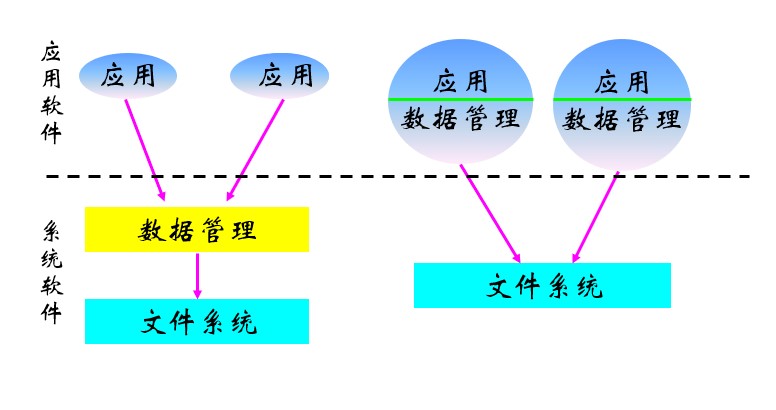 应用软件
应用
应用
应用
数据管理
应用
数据管理
系统软件
数据管理
文件系统
文件系统